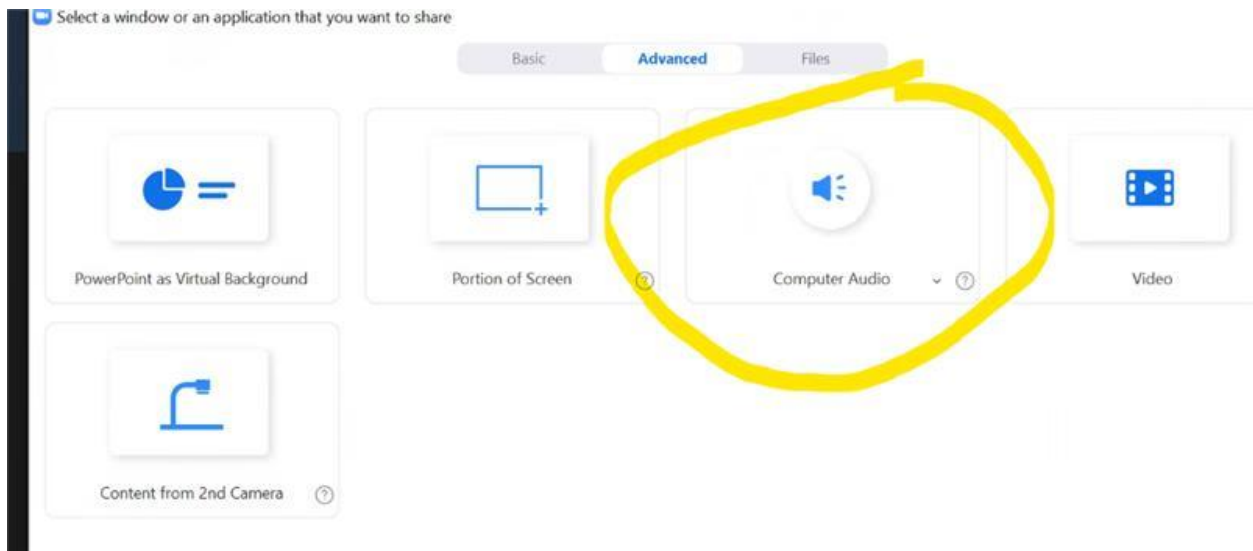 Select a window or an application that you want to share
Basic Advanced Files
PowerPoint as Virtual Background
Portion of Screen ?
Computer Audio ?
Video
Content from 2nd Camera ?